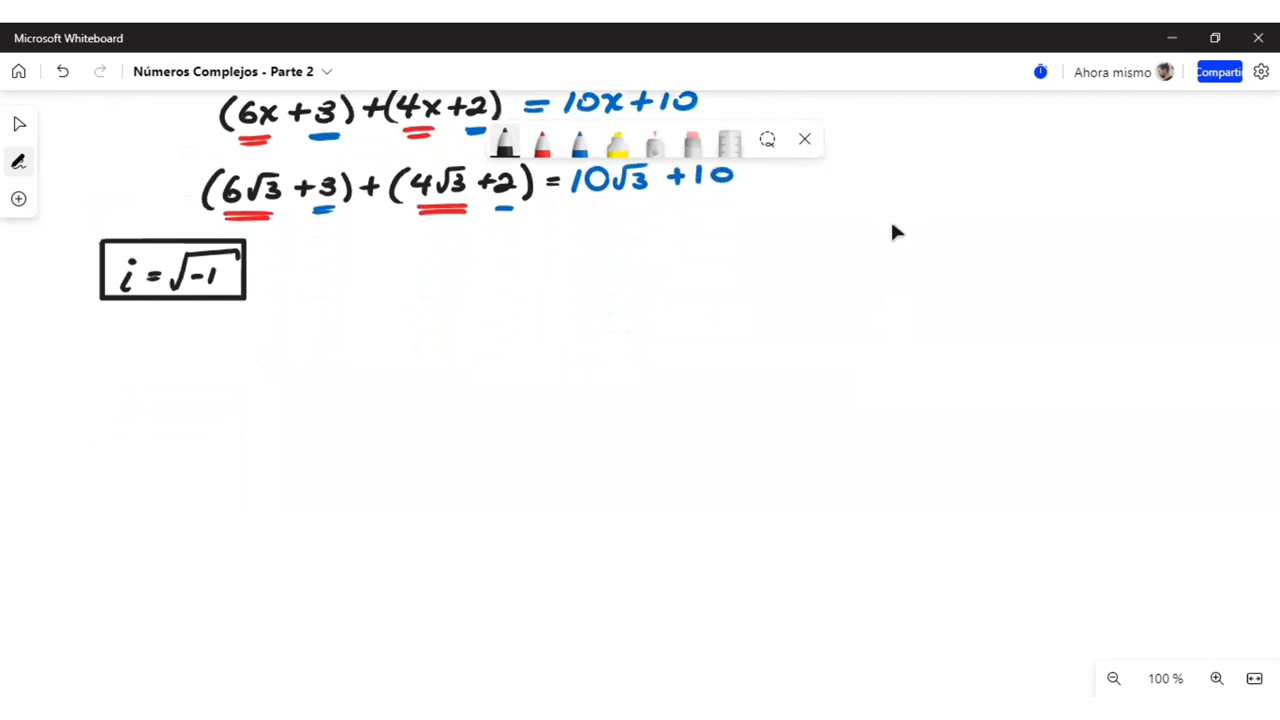 Microsoft Whiteboard
Números Complejos - Parte 2
Ahora mismo
Comparti
(6x + 3) + (4x + 2) = 10x + 10
(6√3 + 3) + (4√3 + 2) = 10√3 + 10
i = √-1
100 %